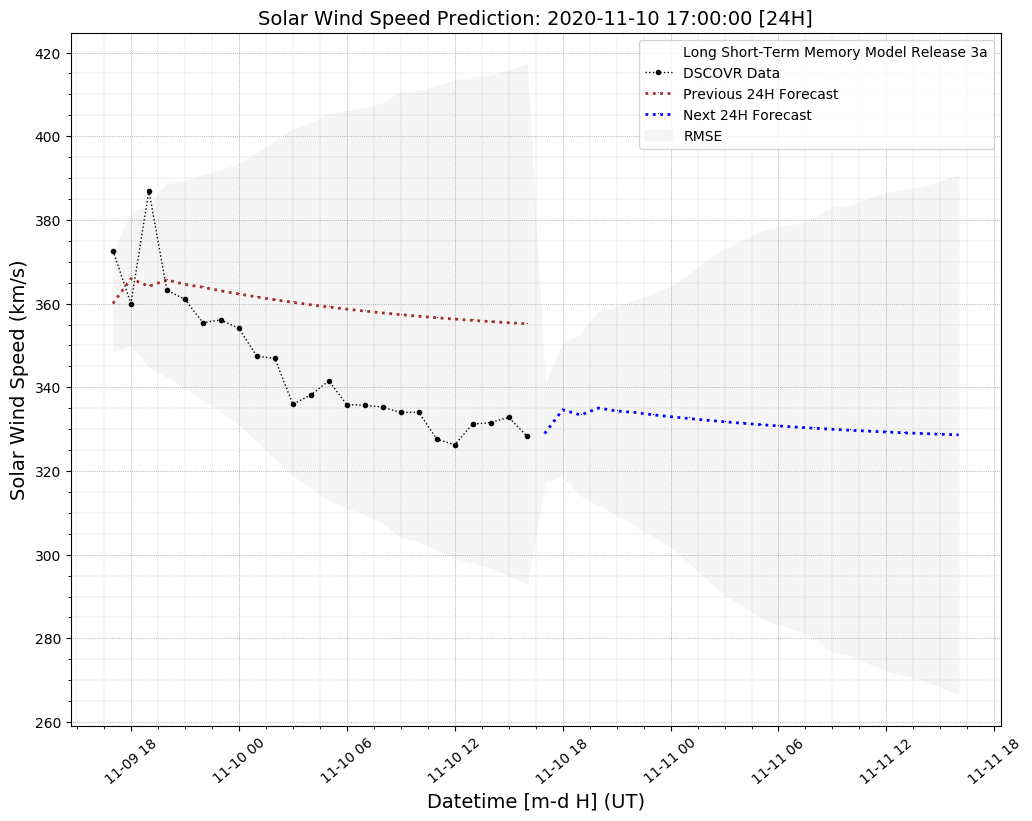 Solar Wind Speed Prediction: 2020-11-10 17:00:00 [24H]
Long Short-Term Memory Model Release 3a
DSCOVR Data
Previous 24H Forecast
Next 24H Forecast
RMSE
Solar Wind Speed (km/s)
420
400
380
360
340
320
300
280
260
11-09 18
11-10 00
11-10 06
11-10 12
11-10 18
11-11 00
11-11 06
11-11 12
11-11 18
Datetime [m-d H] (UT)